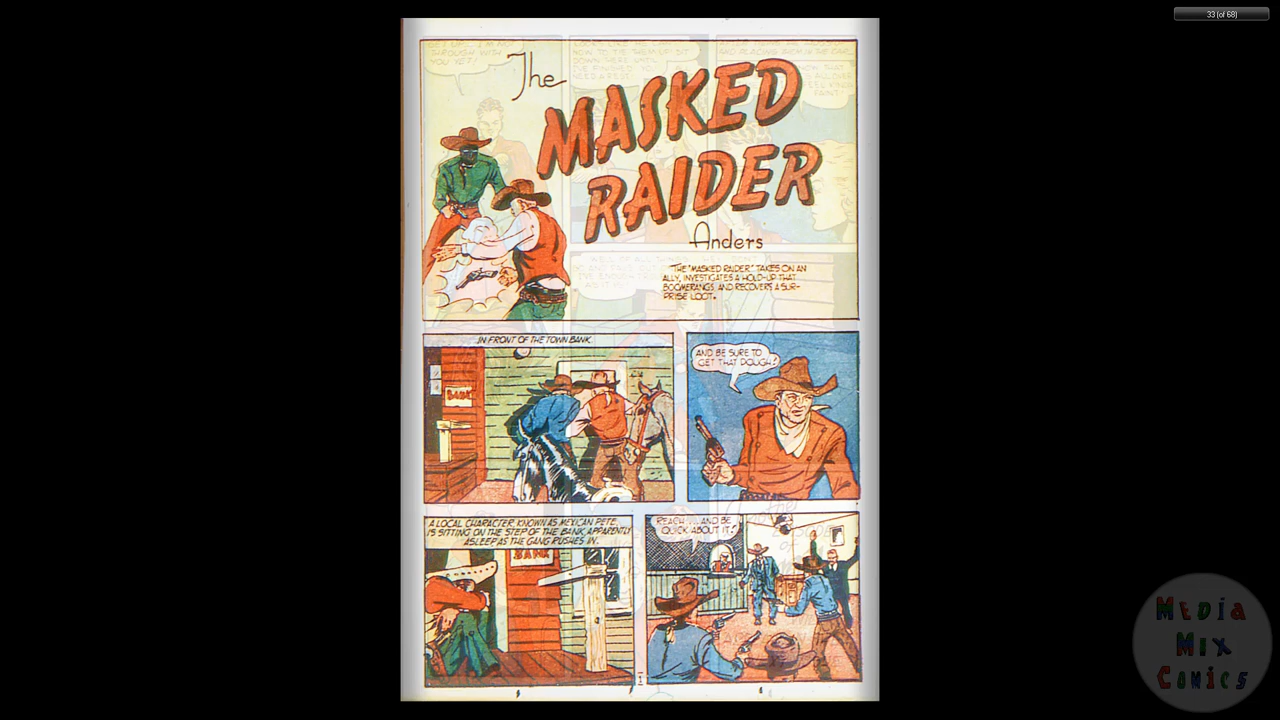 33 (of 68)
The
MASKED
RAIDER
Anders
"THE "MASKED RAIDER" TAKES ON AN
ALLY, INVESTIGATES A HOLD-UP THAT
BOOMERANGS, AND RECOVERS A SUR-
PRISE LOOT.
IN FRONT OF THE TOWN BANK.
BANK
AND BE SURE TO
GET THAT DOUGH!
A LOCAL CHARACTER, KNOWN AS MEXICAN PETE,
IS SITTING ON THE STEP OF THE BANK, APPARENTLY
ASLEEP AS THE GANG RUSHES IN.
BANK
REACH ... AND BE
QUICK ABOUT IT!
1
MEDIA
MIX
COMICS